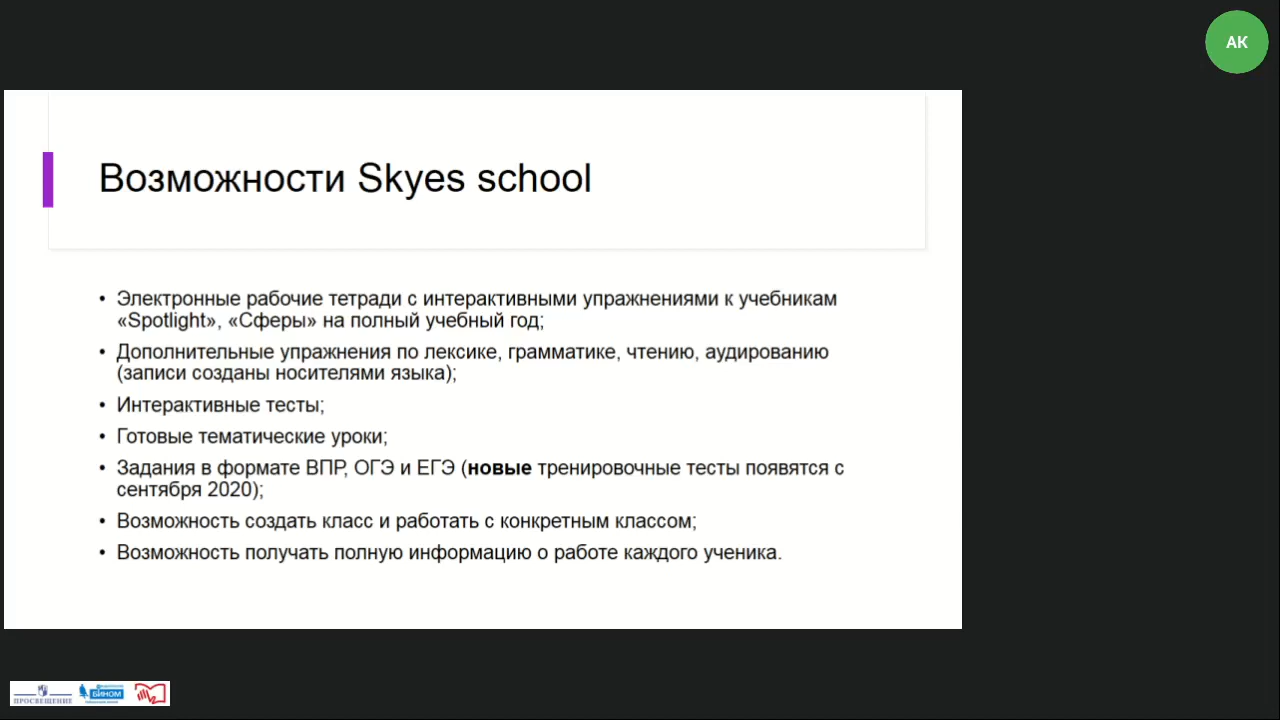 АК
Возможности Skyes school
• Электронные рабочие тетради с интерактивными упражнениями к учебникам
«Spotlight», «Сферы» на полный учебный год;
• Дополнительные упражнения по лексике, грамматике, чтению, аудированию
(записи созданы носителями языка);
• Интерактивные тесты;
• Готовые тематические уроки;
• Задания в формате ВПР, ОГЭ и ЕГЭ (новые тренировочные тесты появятся с
сентября 2020);
• Возможность создать класс и работать с конкретным классом;
• Возможность получать полную информацию о работе каждого ученика.
ПРОСВЕЩЕНИЕ
БИНОМ